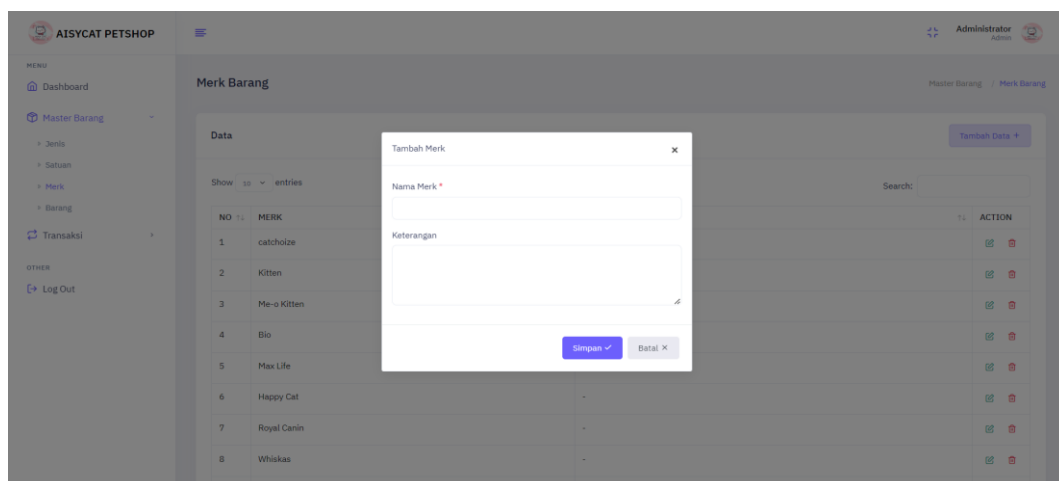 AISYCAT PETSHOP
Administrator
Admin
MENU
Dashboard
Master Barang
Jenis
Satuan
Merk
Barang
Transaksi
OTHER
Log Out
Merk Barang
Master Barang / Merk Barang
Data
Tambah Data +
Show 10 entries
Search:
NO MERK ACTION
1 catchoize
2 Kitten
3 Me-o Kitten
4 Bio
5 Max Life
6 Happy Cat -
7 Royal Canin -
8 Whiskas -
Tambah Merk ×
Nama Merk *
Keterangan
Simpan ✓
Batal ×